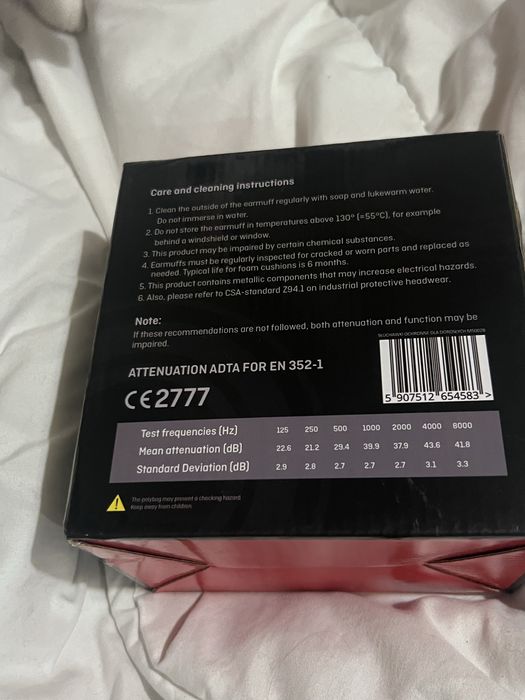 Care and cleaning instructions
1. Clean the outside of the earmuff regularly with soap and lukewarm water.
Do not immerse in water.
2. Do not store the earmuff in temperatures above 130° (=55°C), for example
behind a windshield or window.
3. This product may be impaired by certain chemical substances.
4. Earmuffs must be regularly inspected for cracked or worn parts and replaced as
needed. Typical life for foam cushions is 6 months.
5. This product contains metallic components that may increase electrical hazards.
6. Also, please refer to CSA-standard Z94.1 on industrial protective headwear.
Note:
If these recommendations are not followed, both attenuation and function may be
impaired.
SŁUCHAWKI OCHRONNE DLA DOROSŁYCH
ATTENUATION ADTA FOR EN 352-1
CE2777
5 907512 654583 >
Test frequencies (Hz) 125 250 500 1000 2000 4000 8000
Mean attenuation (dB) 22.6 21.2 29.4 39.9 37.9 43.6 41.8
Standard Deviation (dB) 2.9 2.8 2.7 2.7 2.7 3.1 3.3
The polybag may present a chocking hazard
Keep away from children.